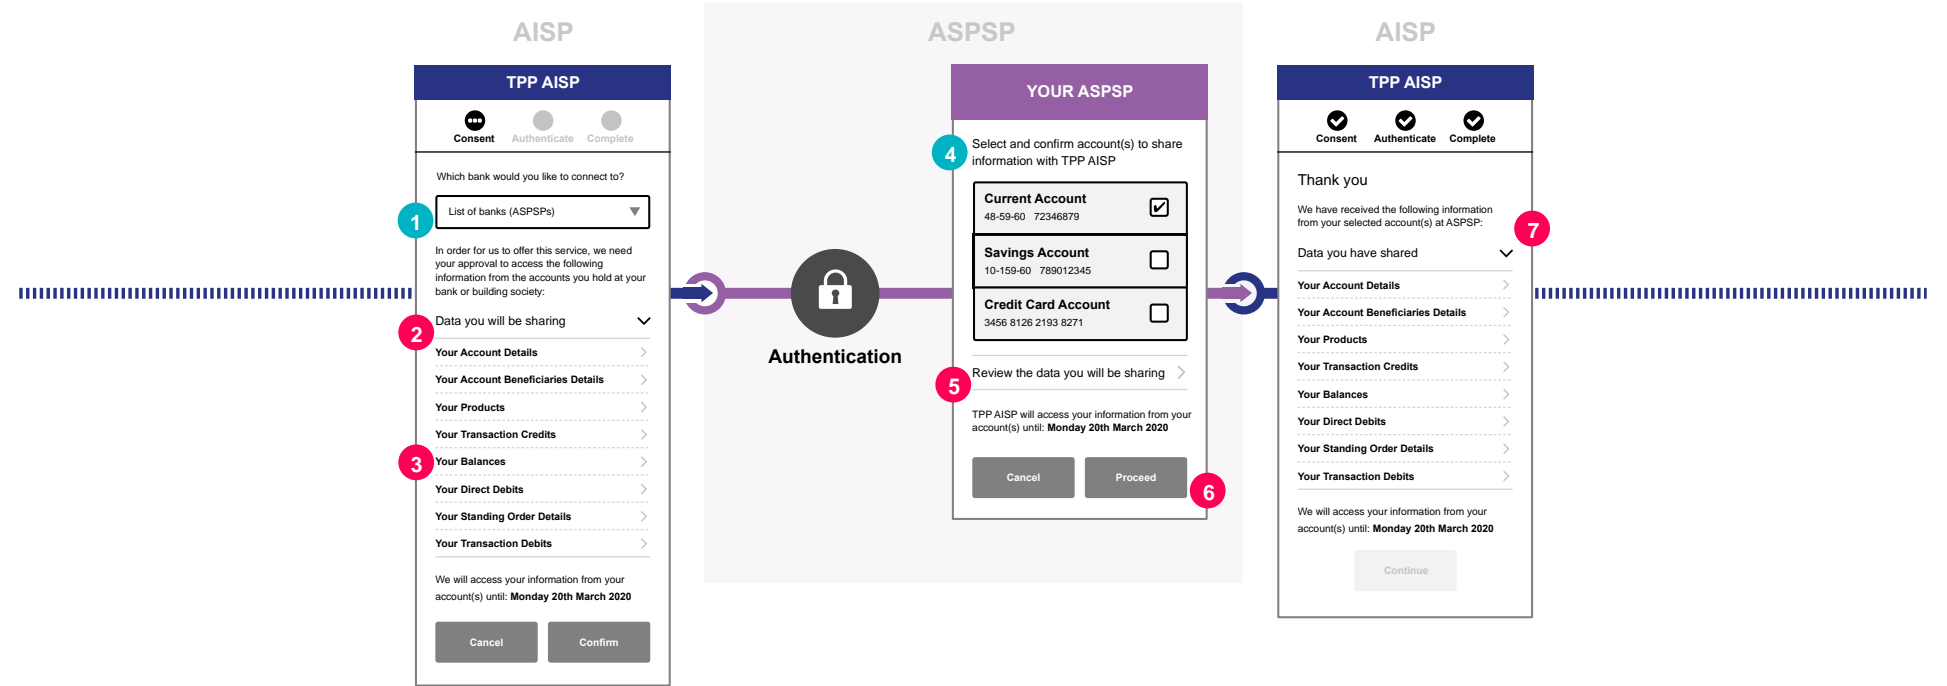 AISP
TPP AISP
Consent
Authenticate
Complete
Which bank would you like to connect to?
1
List of banks (ASPSPs)
In order for us to offer this service, we need
your approval to access the following
information from the accounts you hold at your
bank or building society:
2
Data you will be sharing
Your Account Details
Your Account Beneficiaries Details
Your Products
Your Transaction Credits
3
Your Balances
Your Direct Debits
Your Standing Order Details
Your Transaction Debits
We will access your information from your
account(s) until: Monday 20th March 2020
Cancel
Confirm
ASPSP
Authentication
YOUR ASPSP
4
Select and confirm account(s) to share
information with TPP AISP
Current Account
48-59-60 72346879
Savings Account
10-159-60 789012345
Credit Card Account
3456 8126 2193 8271
5
Review the data you will be sharing
TPP AISP will access your information from your
account(s) until: Monday 20th March 2020
Cancel
Proceed
6
AISP
TPP AISP
Consent
Authenticate
Complete
Thank you
We have received the following information
from your selected account(s) at ASPSP:
7
Data you have shared
Your Account Details
Your Account Beneficiaries Details
Your Products
Your Transaction Credits
Your Balances
Your Direct Debits
Your Standing Order Details
Your Transaction Debits
We will access your information from your
account(s) until: Monday 20th March 2020
Continue